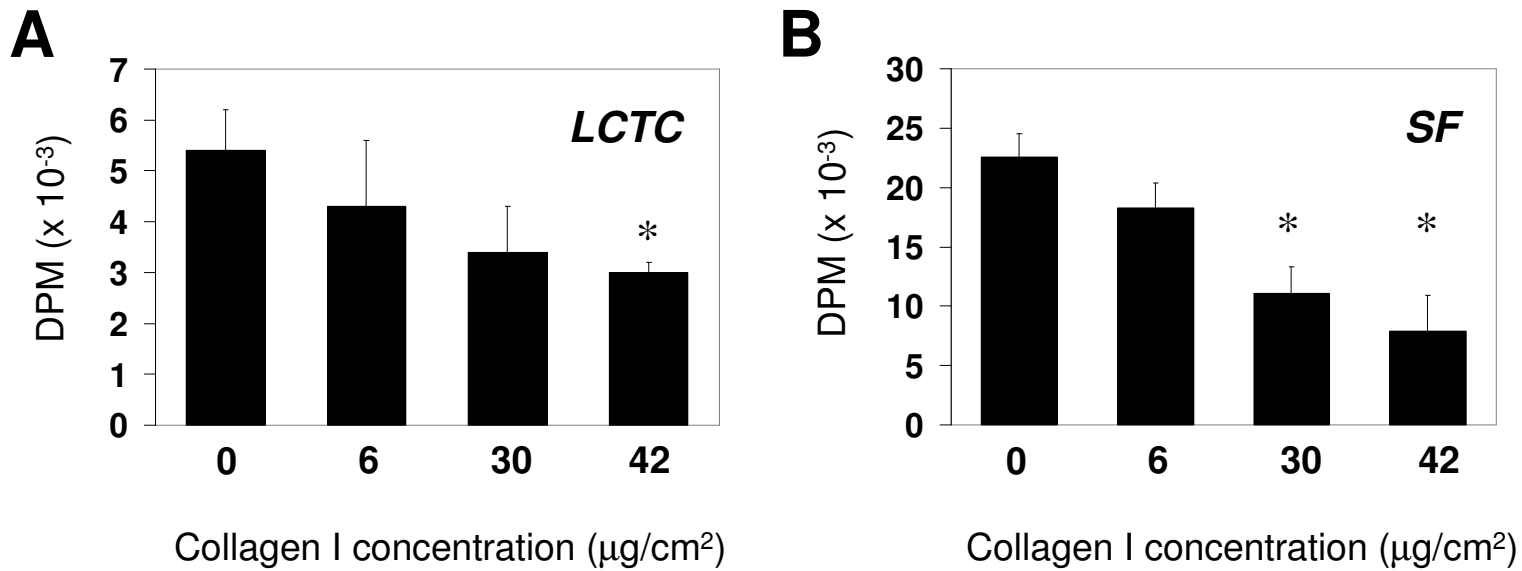 A
7
6
5
4
3
2
1
0
DPM (x 10⁻³)
LCTC
*
0 6 30 42
Collagen I concentration (μg/cm²)
B
30
25
20
15
10
5
0
DPM (x 10⁻³)
SF
* *
0 6 30 42
Collagen I concentration (μg/cm²)